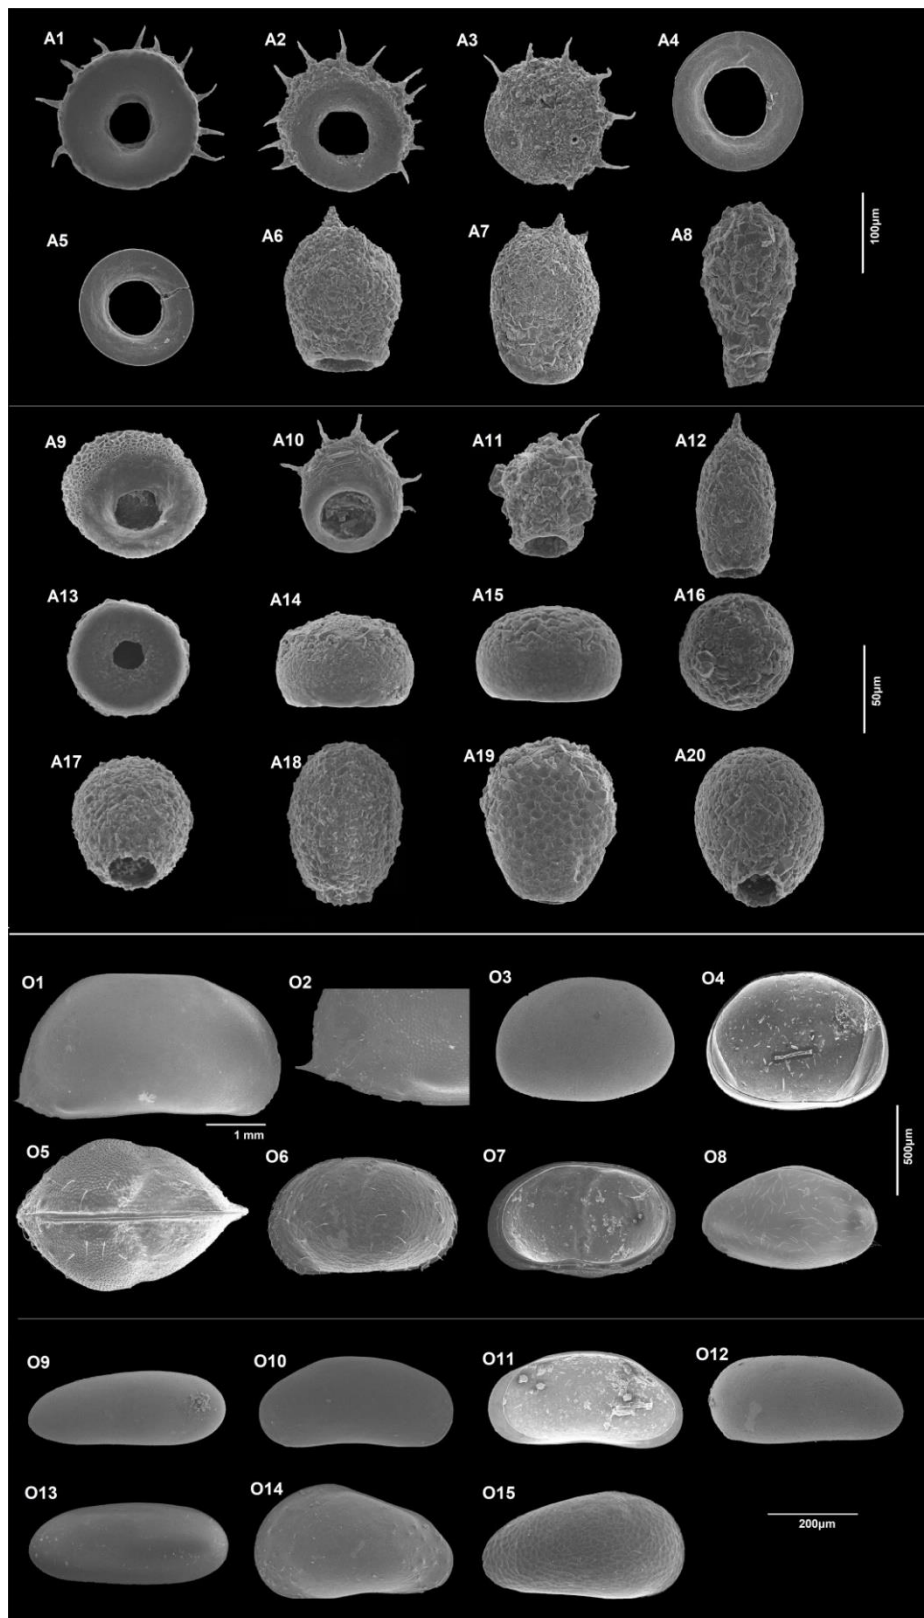 A1 A2 A3 A4
100µm
A5 A6 A7 A8
A9 A10 A11 A12
A13 A14 A15 A16
50µm
A17 A18 A19 A20
O1 O2 O3 O4
1 mm
500µm
O5 O6 O7 O8
O9 O10 O11 O12
O13 O14 O15
200µm